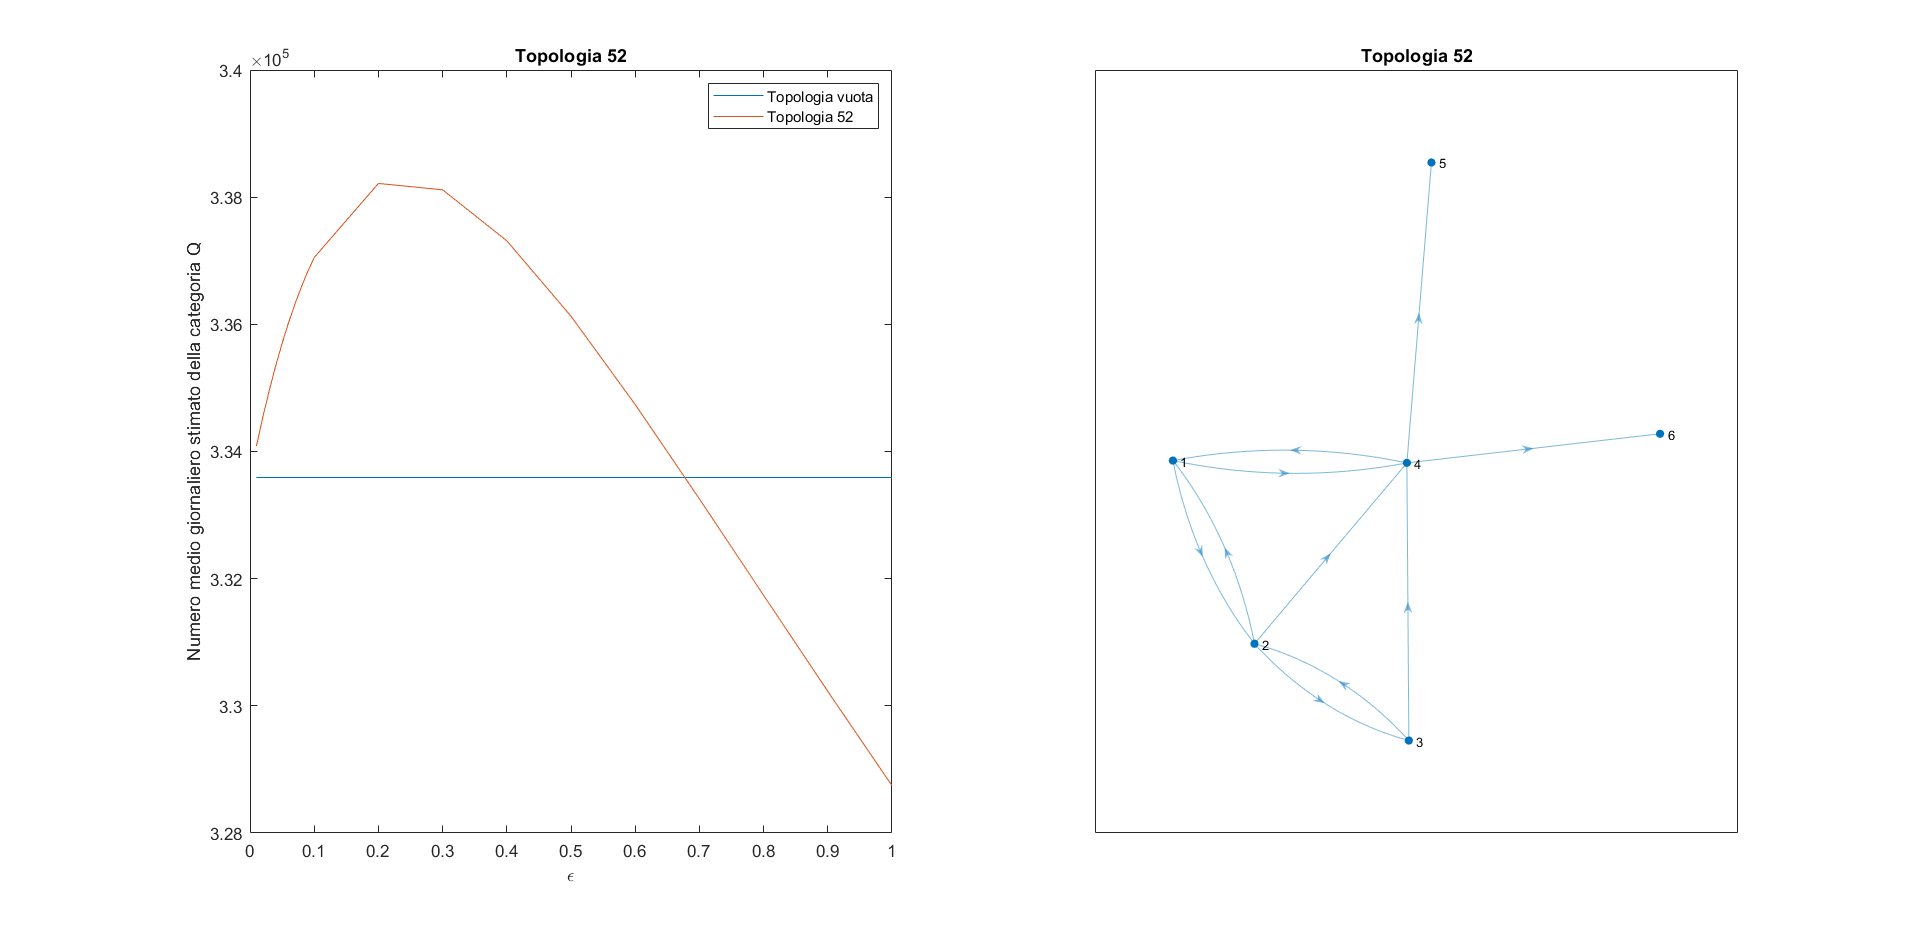 Topologia 52
×10⁵
3.4
3.38
3.36
3.34
3.32
3.3
3.28
Numero medio giornaliero stimato della categoria Q
Topologia vuota
Topologia 52
0 0.1 0.2 0.3 0.4 0.5 0.6 0.7 0.8 0.9 1
ϵ
Topologia 52
5
6
1
4
2
3